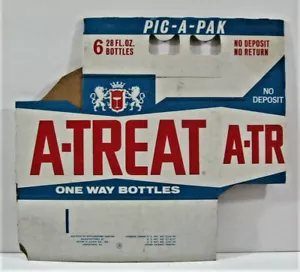 PIC-A-PAK
6 28 FL. OZ. BOTTLES
NO DEPOSIT
NO RETURN
NO
DEPOSIT
T
A-TREAT A-TR
ONE WAY BOTTLES